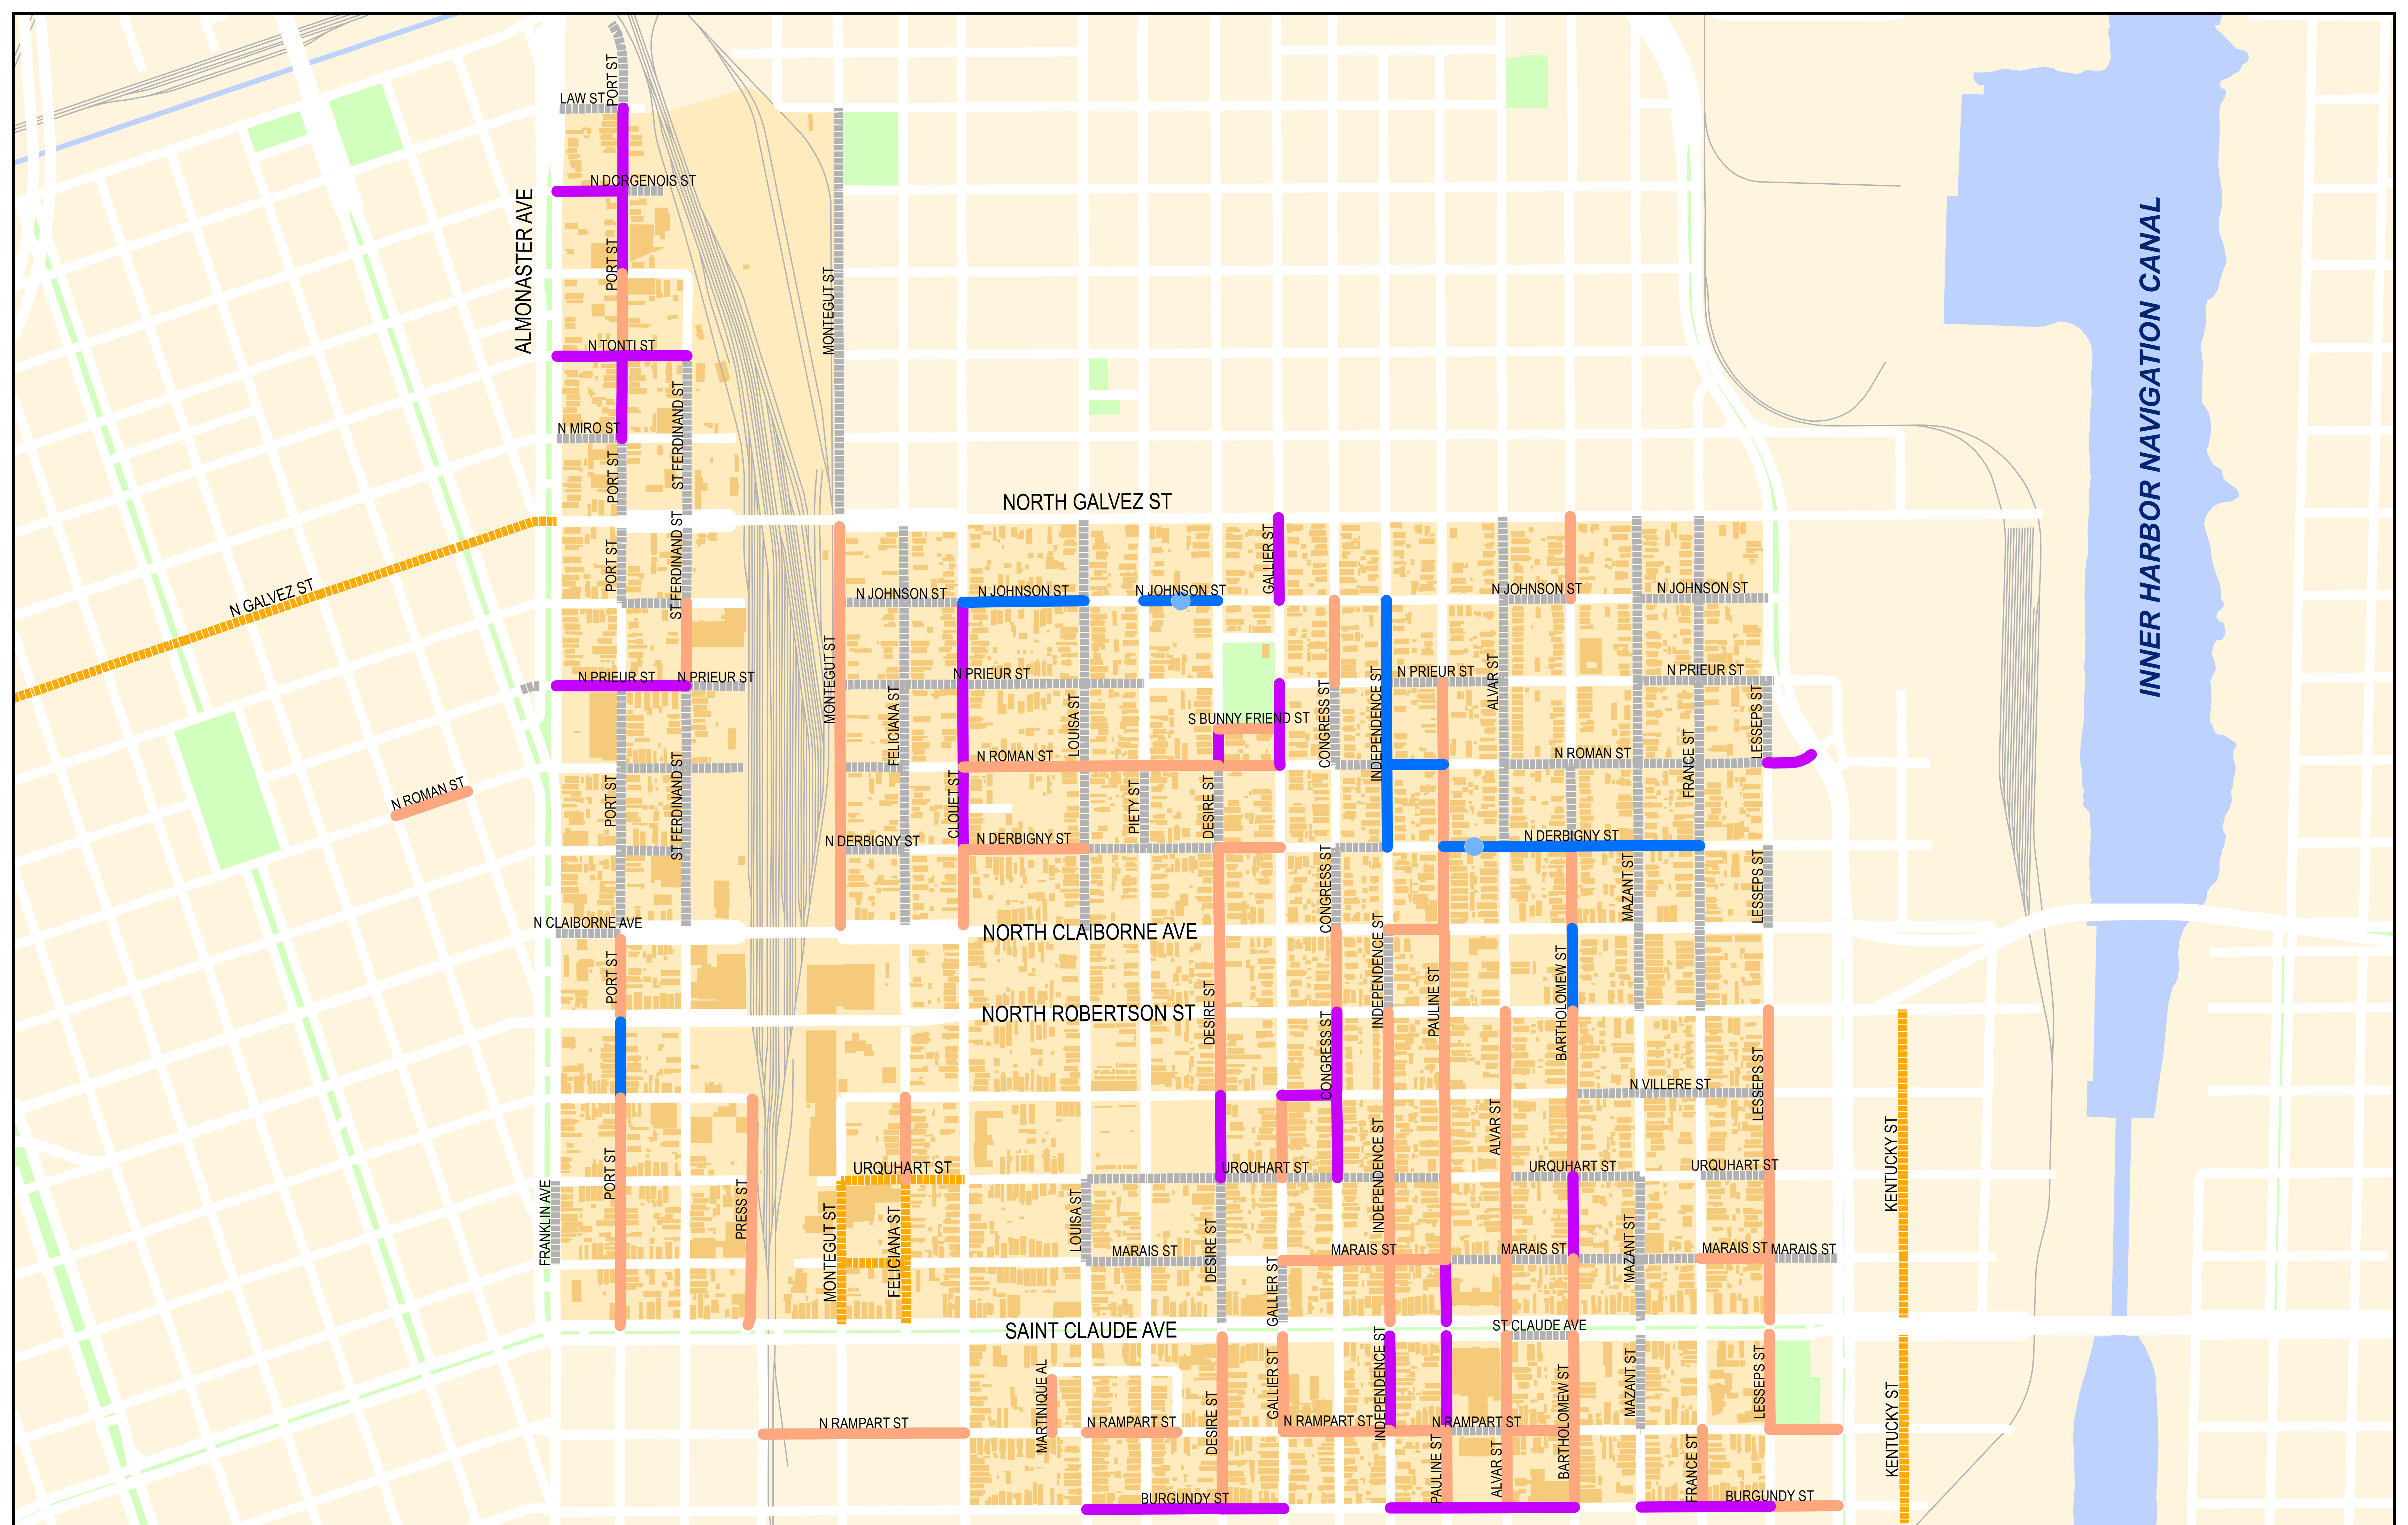 PORT ST
LAW ST
N DORGENOIS ST
ALMONASTER AVE
PORT ST
MONTEGUT ST
INNER HARBOR NAVIGATION CANAL
N TONTI ST
ST FERDINAND ST
N MIRO ST
PORT ST
NORTH GALVEZ ST
ST FERDINAND ST
PORT ST
GALLIER ST
N GALVEZ ST
N JOHNSON ST
N JOHNSON ST
N JOHNSON ST
N JOHNSON ST
N JOHNSON ST
MONTEGUT ST
N PRIEUR ST
N PRIEUR ST
N PRIEUR ST
N PRIEUR ST
N PRIEUR ST
ALVAR ST
FELICIANA ST
LOUISA ST
S BUNNY FRIEND ST
CONGRESS ST
INDEPENDENCE ST
LESSEPS ST
N ROMAN ST
N ROMAN ST
N ROMAN ST
FRANCE ST
PORT ST
ST FERDINAND ST
CLOUET ST
PIETY ST
DESIRE ST
N DERBIGNY ST
N DERBIGNY ST
N DERBIGNY ST
CONGRESS ST
MAZANT ST
LESSEPS ST
N CLAIBORNE AVE
NORTH CLAIBORNE AVE
INDEPENDENCE ST
PORT ST
DESIRE ST
PAULINE ST
BARTHOLOMEW ST
NORTH ROBERTSON ST
CONGRESS ST
N VILLERE ST
LESSEPS ST
ALVAR ST
KENTUCKY ST
PORT ST
URQUHART ST
URQUHART ST
URQUHART ST
URQUHART ST
INDEPENDENCE ST
FRANKLIN AVE
PRESS ST
MONTEGUT ST
FELICIANA ST
LOUISA ST
MARAIS ST
DESIRE ST
GALLIER ST
MARAIS ST
MARAIS ST
MAZANT ST
MARAIS ST
MARAIS ST
SAINT CLAUDE AVE
ST CLAUDE AVE
MARTINIQUE AL
DESIRE ST
GALLIER ST
INDEPENDENCE ST
BARTHOLOMEW ST
MAZANT ST
LESSEPS ST
KENTUCKY ST
N RAMPART ST
N RAMPART ST
N RAMPART ST
N RAMPART ST
PAULINE ST
ALVAR ST
FRANCE ST
BURGUNDY ST
BURGUNDY ST